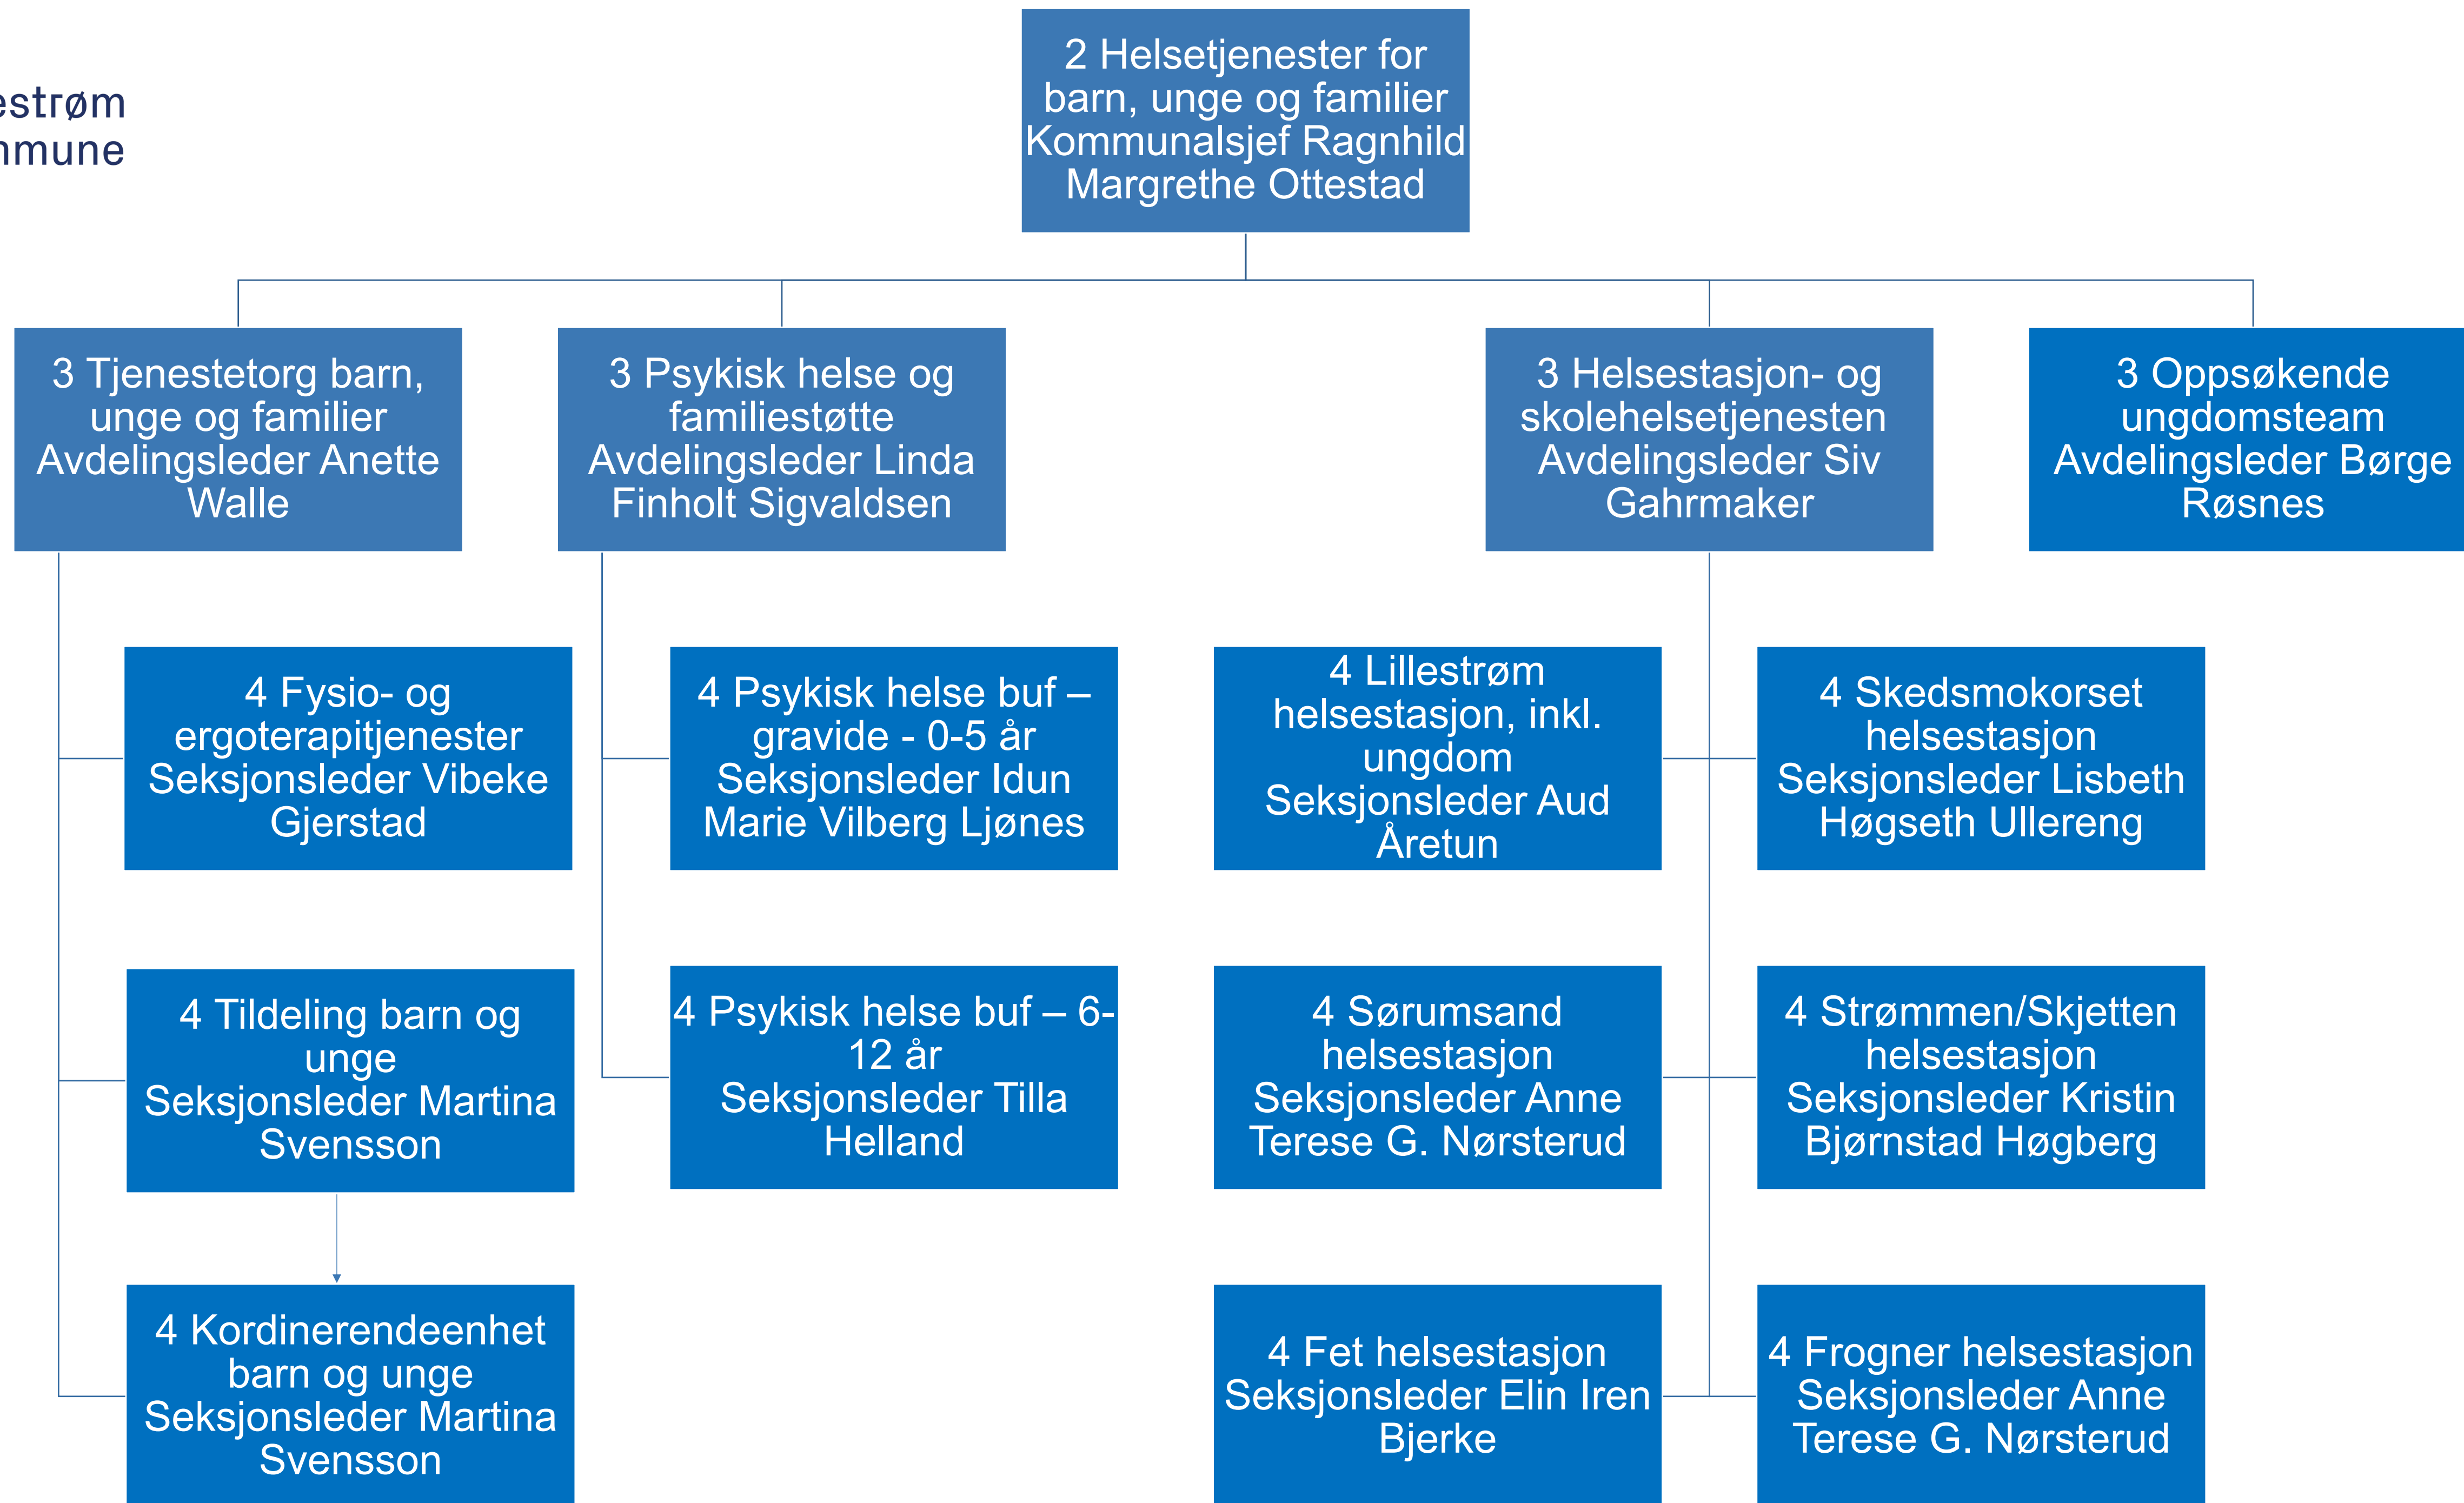 estrøm
mune
2 Helsetjenester for
barn, unge og familier
Kommunalsjef Ragnhild
Margrethe Ottestad
3 Tjenestetorg barn,
unge og familier
Avdelingsleder Anette
Walle
3 Psykisk helse og
familiestøtte
Avdelingsleder Linda
Finholt Sigvaldsen
3 Helsestasjon- og
skolehelsetjenesten
Avdelingsleder Siv
Gahrmaker
3 Oppsøkende
ungdomsteam
Avdelingsleder Børge
Røsnes
4 Fysio- og
ergoterapitjenester
Seksjonsleder Vibeke
Gjerstad
4 Psykisk helse buf –
gravide - 0-5 år
Seksjonsleder Idun
Marie Vilberg Ljønes
4 Lillestrøm
helsestasjon, inkl.
ungdom
Seksjonsleder Aud
Åretun
4 Skedsmokorset
helsestasjon
Seksjonsleder Lisbeth
Høgseth Ullereng
4 Tildeling barn og
unge
Seksjonsleder Martina
Svensson
4 Psykisk helse buf – 6-
12 år
Seksjonsleder Tilla
Helland
4 Sørumsand
helsestasjon
Seksjonsleder Anne
Terese G. Nørsterud
4 Strømmen/Skjetten
helsestasjon
Seksjonsleder Kristin
Bjørnstad Høgberg
4 Kordinerendeenhet
barn og unge
Seksjonsleder Martina
Svensson
4 Fet helsestasjon
Seksjonsleder Elin Iren
Bjerke
4 Frogner helsestasjon
Seksjonsleder Anne
Terese G. Nørsterud